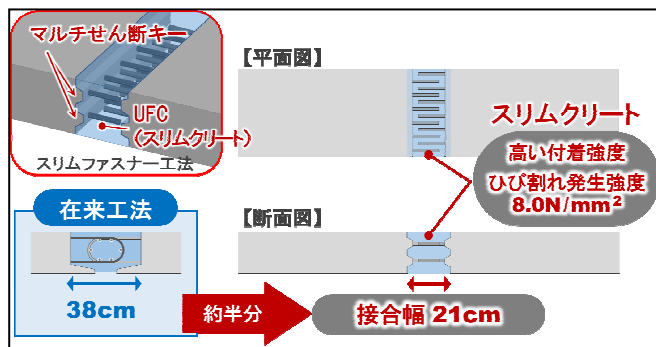 マルチせん断キー
UFC
(スリムクリート)
スリムファスナー工法
【平面図】
スリムクリート
高い付着強度
ひび割れ発生強度
8.0N/mm²
在来工法
38cm
【断面図】
約半分
接合幅 21cm